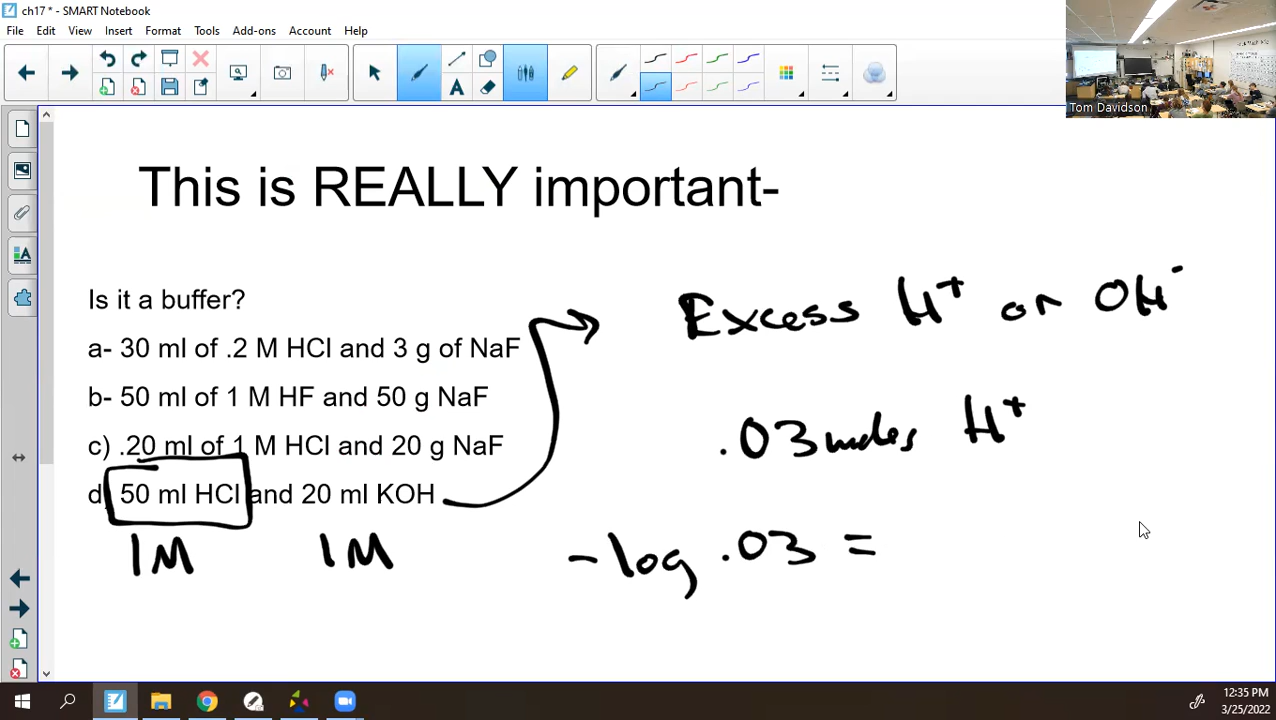 ch17 * - SMART Notebook
File Edit View Insert Format Tools Add-ons Account Help
A
Tom Davidson
This is REALLY important-
Is it a buffer?
a- 30 ml of .2 M HCl and 3 g of NaF
b- 50 ml of 1 M HF and 50 g NaF
c) .20 ml of 1 M HCl and 20 g NaF
d) 50 ml HCl and 20 ml KOH
1M 1M
Excess H⁺ or OH⁻
.03 moles H⁺
-log .03 =
12:35 PM
3/25/2022